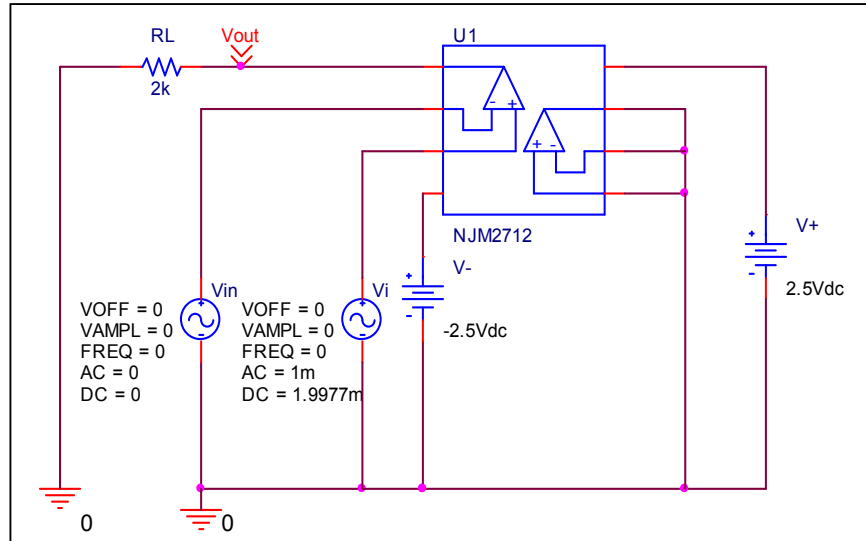 RL
Vout
U1
2k
- +
+ -
NJM2712
V+
+
-
2.5Vdc
V-
+
-
-2.5Vdc
Vin
+
-
VOFF = 0
VAMPL = 0
FREQ = 0
AC = 0
DC = 0
Vi
+
-
VOFF = 0
VAMPL = 0
FREQ = 0
AC = 1m
DC = 1.9977m
0
0